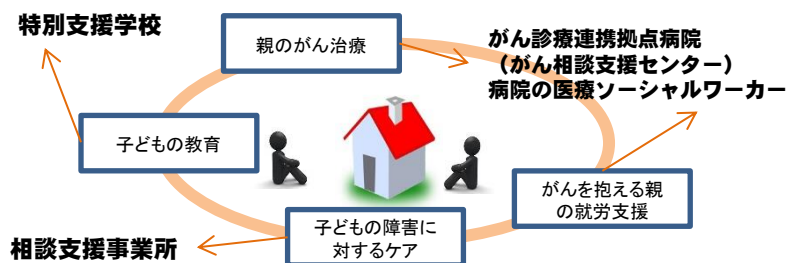 特別支援学校
親のがん治療
がん診療連携拠点病院
（がん相談支援センター）
病院の医療ソーシャルワーカー
子どもの教育
がんを抱える親
の就労支援
子どもの障害に
対するケア
相談支援事業所